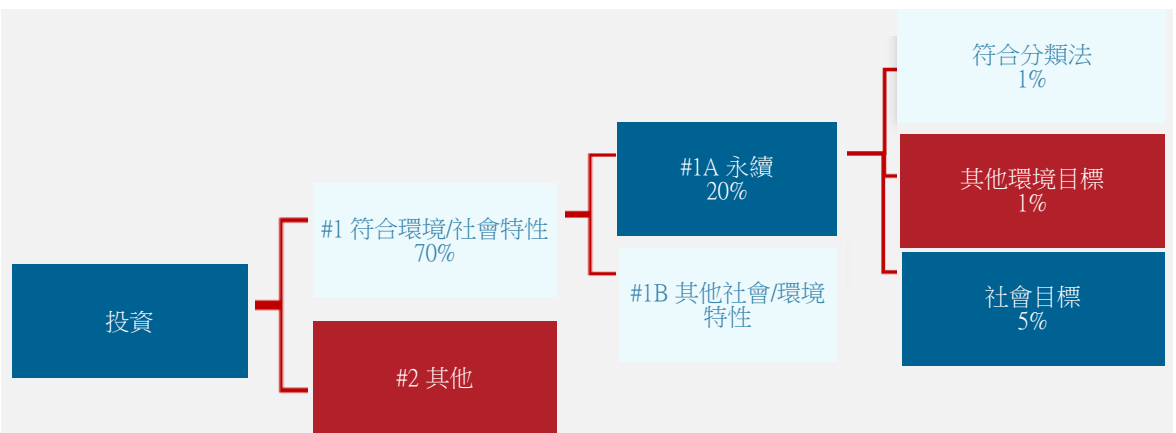 投資
#1 符合環境/社會特性
70%
#2 其他
#1A 永續
20%
#1B 其他社會/環境
特性
符合分類法
1%
其他環境目標
1%
社會目標
5%